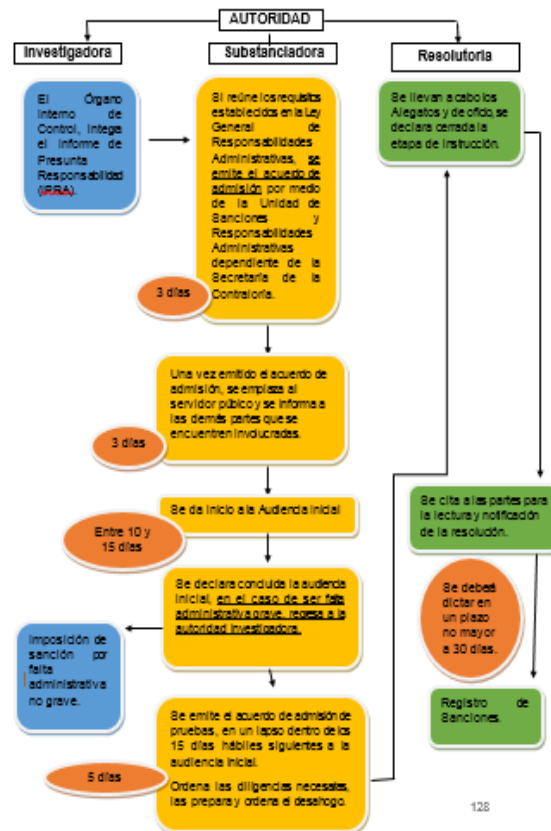 AUTORIDAD
Investigadora
Substanciadora
Resolutoria
El Órgano
Interno de
Control, integra
el Informe de
Presunta
Responsabilidad
(IPRA).
Si reúne los requisitos
establecidos en la Ley
General de
Responsabilidades
Administrativas, se
emite el acuerdo de
admisión por medio
de la Unidad de
Sanciones y
Responsabilidades
Administrativas
dependiente de la
Secretaría de la
Contraloría.
3 días
Una vez emitido el acuerdo de
admisión, se emplaza al
servidor público y se informa a
las demás partes que se
encuentren involucradas.
3 días
Se da inicio a la Audiencia inicial
Entre 10 y
15 días
Se declara concluida la audiencia
inicial, en el caso de ser falta
administrativa grave, regresa a la
autoridad investigadora.
Imposición de
sanción por
falta
administrativa
no grave.
Se emite el acuerdo de admisión de
pruebas, en un lapso dentro de los
15 días hábiles siguientes a la
audiencia inicial.
Ordena las diligencias necesarias,
las prepara y ordena el desahogo.
5 días
Se llevan a cabo los
Alegatos y de oficio, se
declara cerrada la
etapa de instrucción.
Se cita a las partes para
la lectura y notificación
de la resolución.
Se deberá
dictar en
un plazo
no mayor
a 30 días.
Registro de
Sanciones.
128